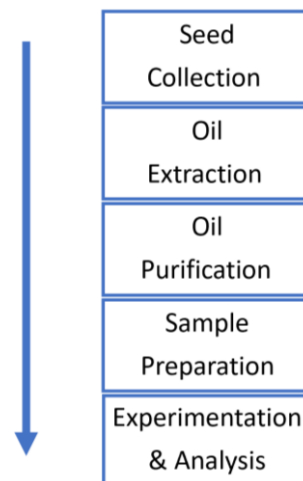 Seed
Collection
Oil
Extraction
Oil
Purification
Sample
Preparation
Experimentation
& Analysis